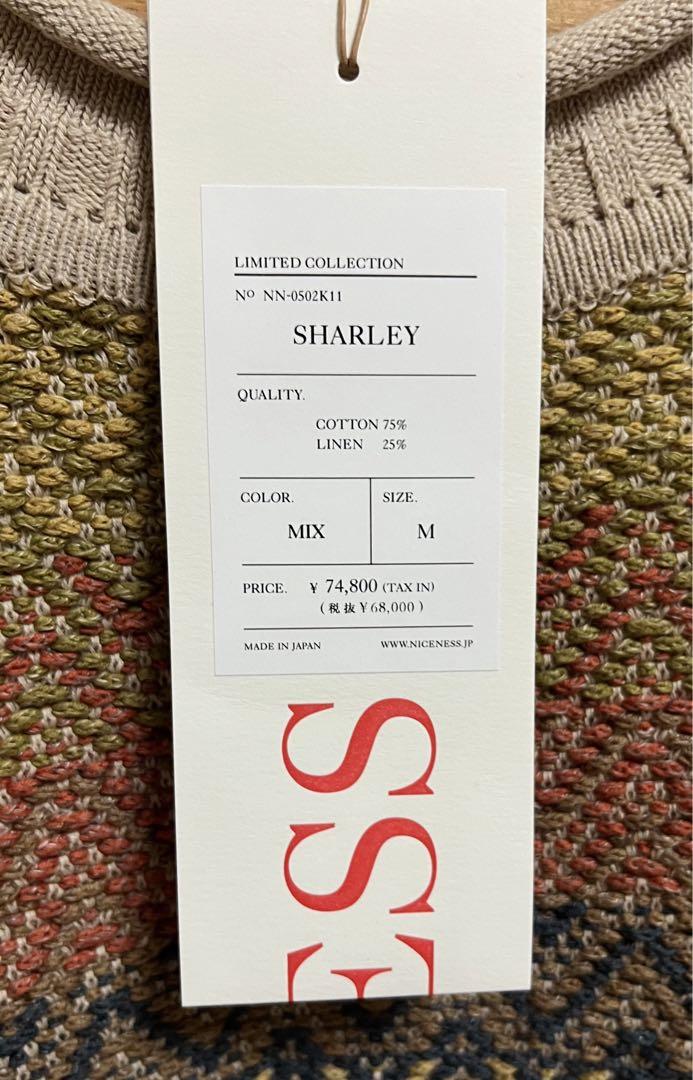 LIMITED COLLECTION
Nº NN-0502K11
SHARLEY
QUALITY.
COTTON 75%
LINEN 25%
COLOR.
MIX
SIZE.
M
PRICE. ¥ 74,800 (TAX IN)
(税抜¥68,000)
MADE IN JAPAN WWW.NICENESS.JP
ESS